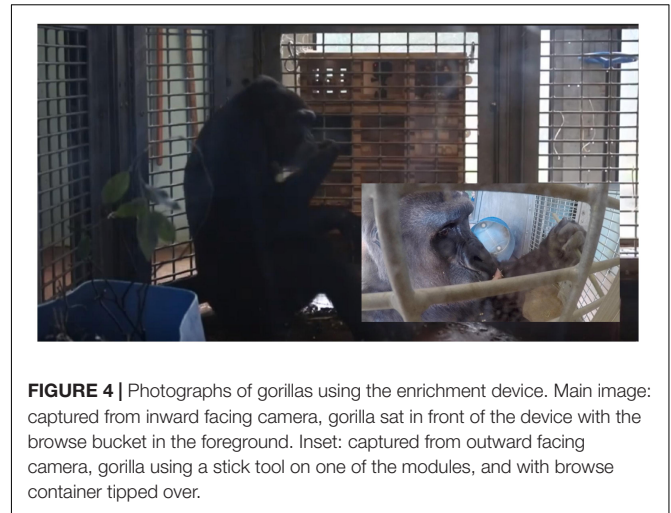 FIGURE 4 | Photographs of gorillas using the enrichment device. Main image:
captured from inward facing camera, gorilla sat in front of the device with the
browse bucket in the foreground. Inset: captured from outward facing
camera, gorilla using a stick tool on one of the modules, and with browse
container tipped over.